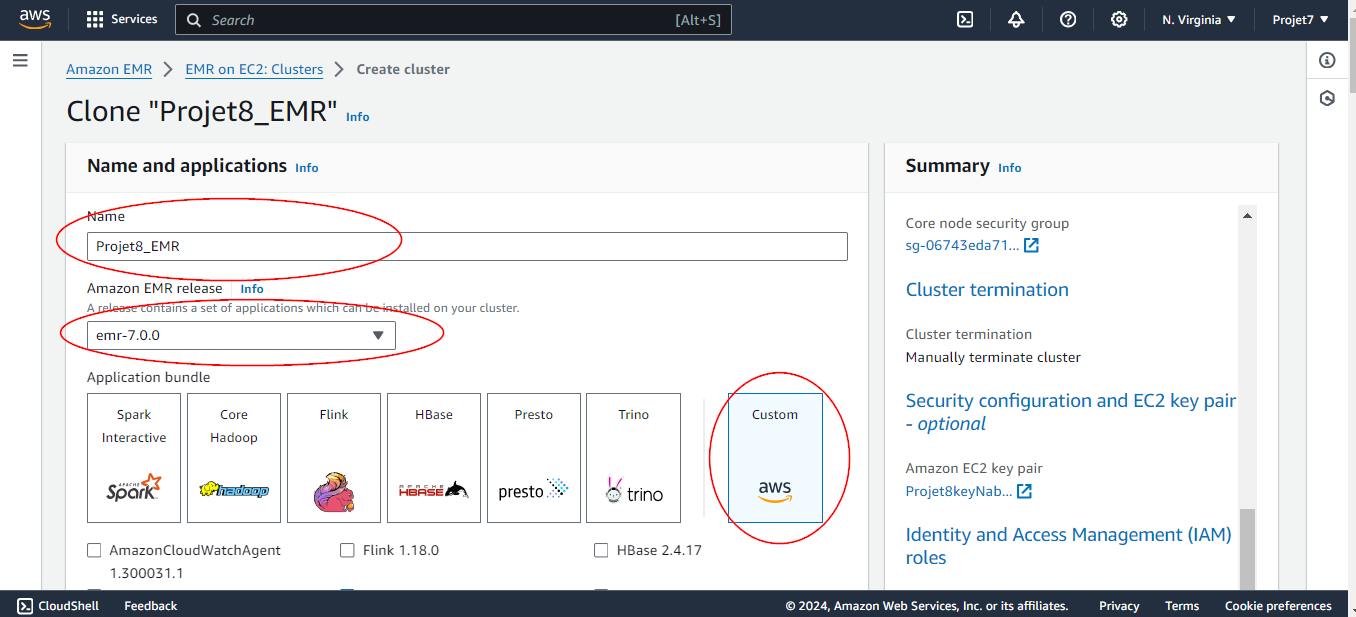 aws
Services
Search
[Alt+S]
N. Virginia
Projet7
Amazon EMR
EMR on EC2: Clusters
Create cluster
Clone "Projet8_EMR" Info
Name and applications Info
Name
Projet8_EMR
Amazon EMR release
Info
A release contains a set of applications which can be installed on your cluster.
emr-7.0.0
Application bundle
Spark
Interactive
APACHE
Spark
Core
Hadoop
hadoop
Flink
HBase
APACHE
HBASE
Presto
presto
Trino
trino
Custom
aws
AmazonCloudWatchAgent
1.300031.1
Flink 1.18.0
HBase 2.4.17
Summary Info
Core node security group
sg-06743eda71...
Cluster termination
Cluster termination
Manually terminate cluster
Security configuration and EC2 key pair
- optional
Amazon EC2 key pair
Projet8keyNab...
Identity and Access Management (IAM)
roles
CloudShell
Feedback
© 2024, Amazon Web Services, Inc. or its affiliates.
Privacy
Terms
Cookie preferences